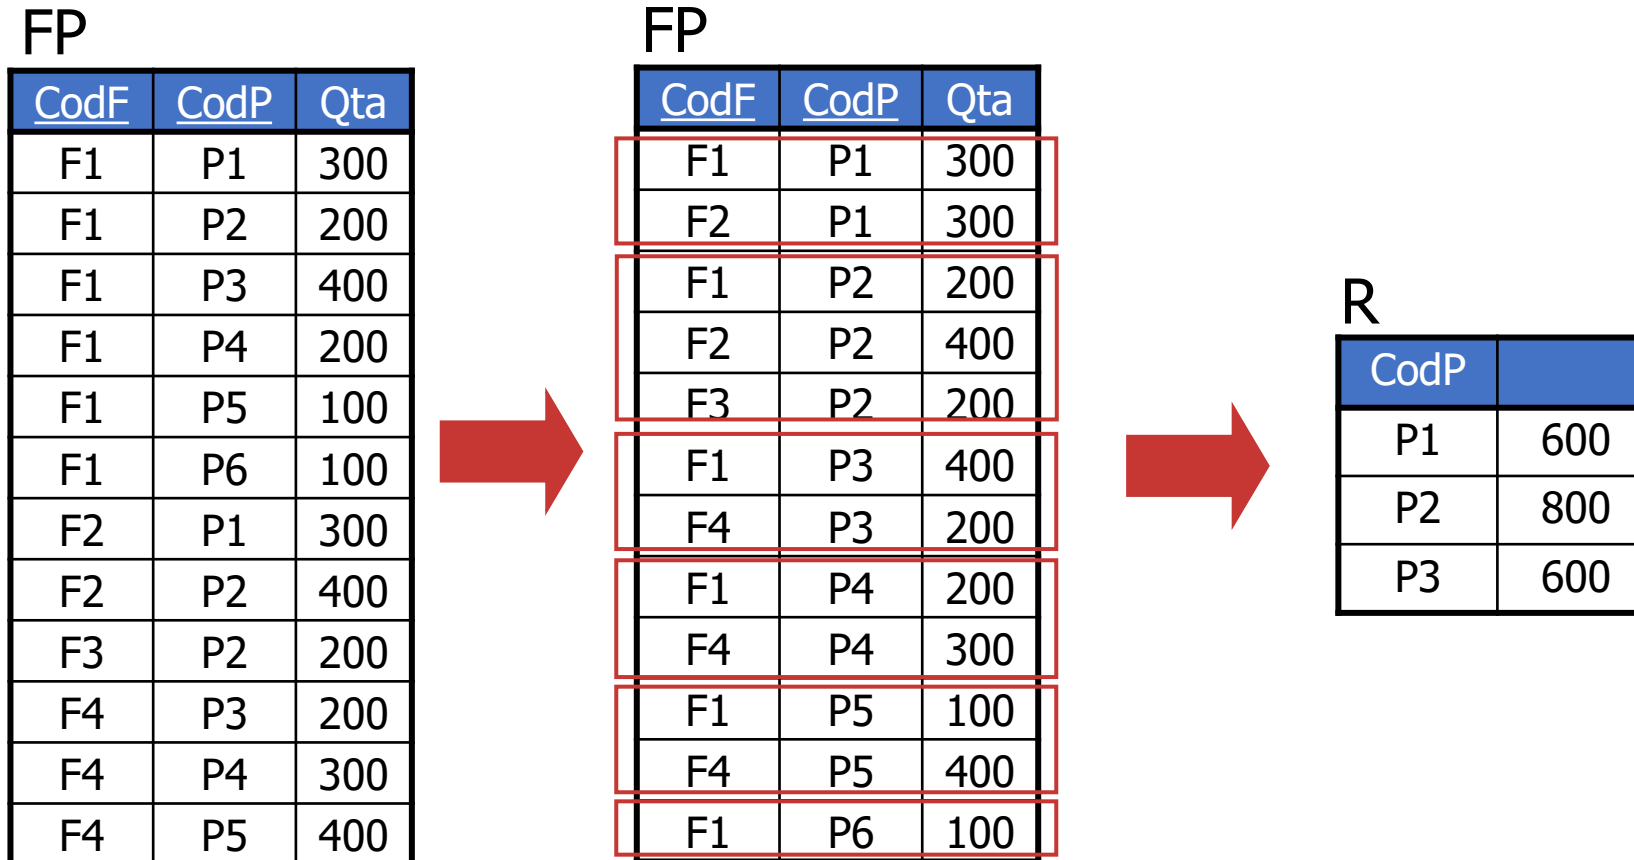 FP
CodF CodP Qta
F1 P1 300
F1 P2 200
F1 P3 400
F1 P4 200
F1 P5 100
F1 P6 100
F2 P1 300
F2 P2 400
F3 P2 200
F4 P3 200
F4 P4 300
F4 P5 400
FP
CodF CodP Qta
F1 P1 300
F2 P1 300
F1 P2 200
F2 P2 400
F3 P2 200
F1 P3 400
F4 P3 200
F1 P4 200
F4 P4 300
F1 P5 100
F4 P5 400
F1 P6 100
R
CodP
P1 600
P2 800
P3 600